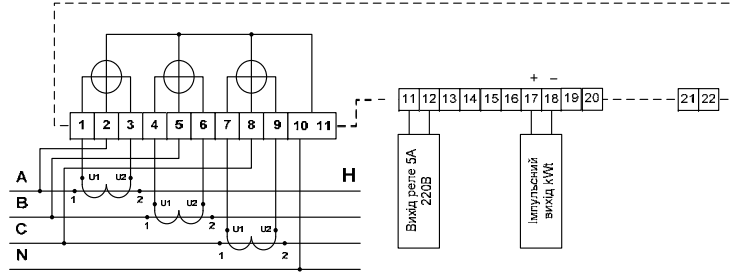 + –
11 12 13 14 15 16 17 18 19 20 21 22
1 2 3 4 5 6 7 8 9 10 11
Вихід реле 5А
220В
Імпульсний
вихід kWt
A
U1 U2
H
1 2
B
U1 U2
1 2
C
U1 U2
1 2
N